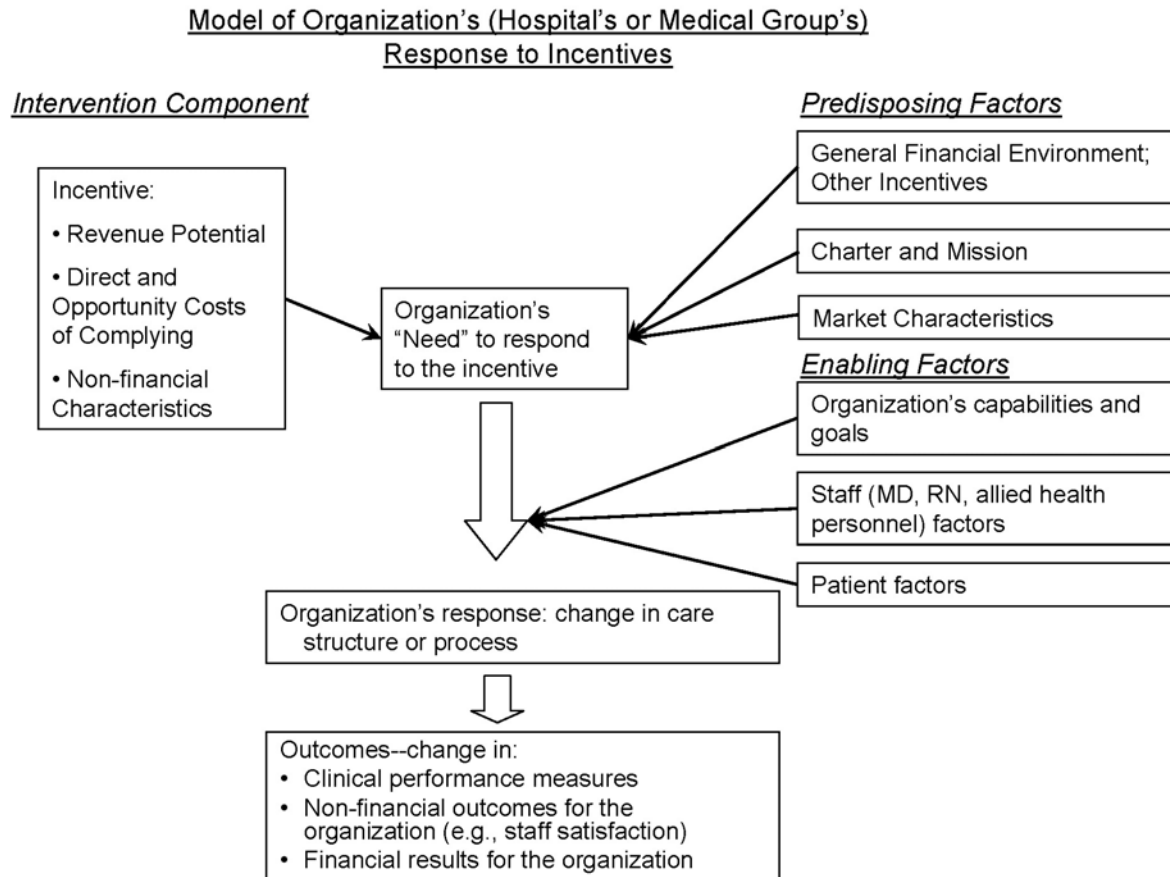 Model of Organization's (Hospital's or Medical Group's)
Response to Incentives
Intervention Component
Incentive:
• Revenue Potential
• Direct and
Opportunity Costs
of Complying
• Non-financial
Characteristics
Organization's
“Need” to respond
to the incentive
Predisposing Factors
General Financial Environment;
Other Incentives
Charter and Mission
Market Characteristics
Enabling Factors
Organization's capabilities and
goals
Staff (MD, RN, allied health
personnel) factors
Patient factors
Organization's response: change in care
structure or process
Outcomes--change in:
• Clinical performance measures
• Non-financial outcomes for the
organization (e.g., staff satisfaction)
• Financial results for the organization